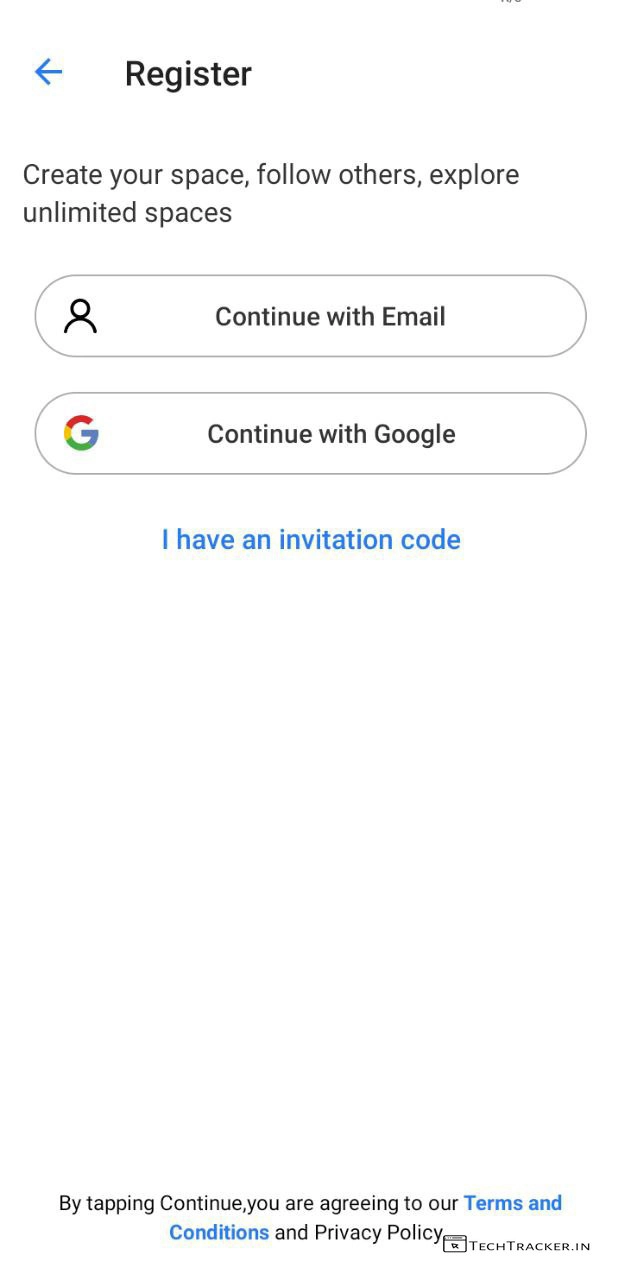 Register
Create your space, follow others, explore
unlimited spaces
Continue with Email
Continue with Google
I have an invitation code
By tapping Continue,you are agreeing to our Terms and
Conditions and Privacy Policy
TECHTRACKER.IN